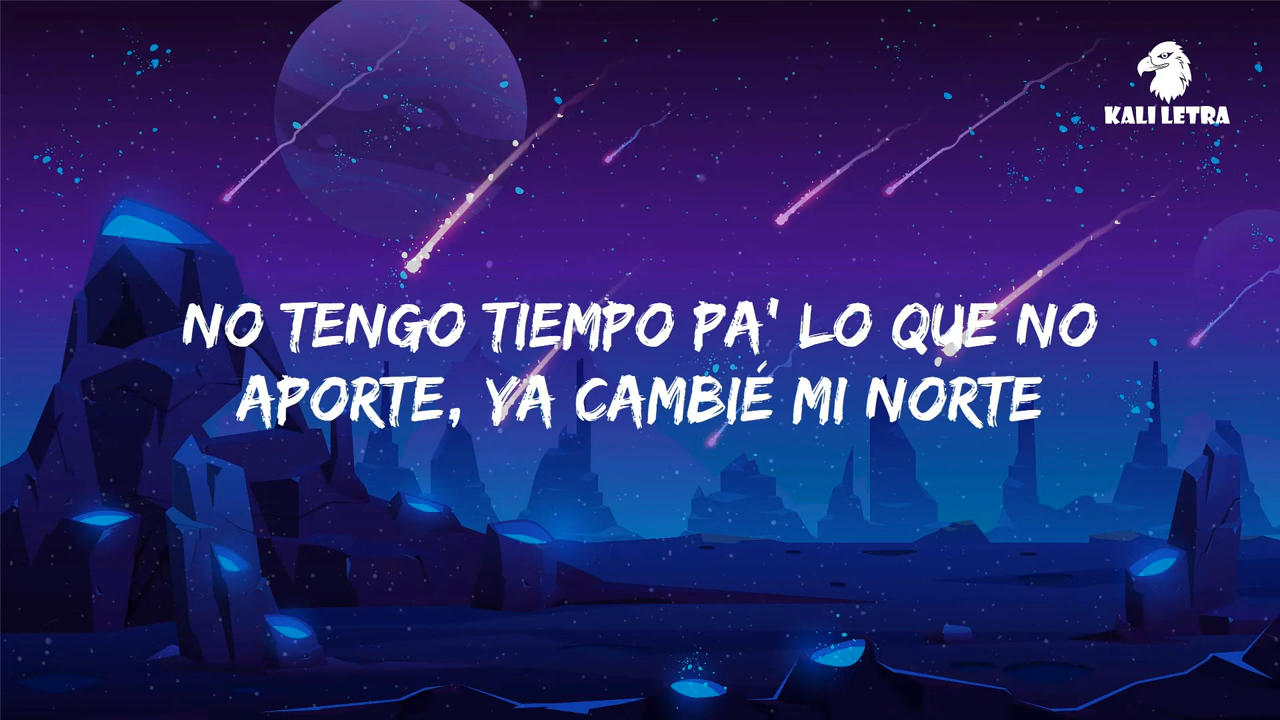 KALI LETRA
NO TENGO TIEMPO PA' LO QUE NO
APORTE, YA CAMBIÉ MI NORTE